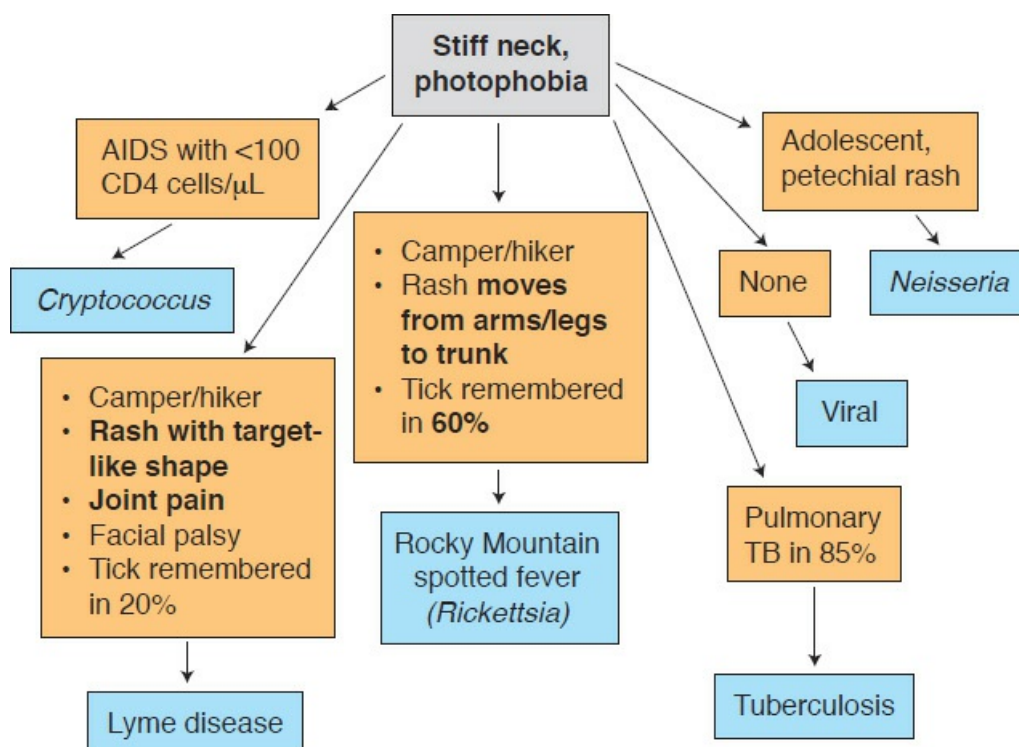 Stiff neck,
photophobia
AIDS with <100
CD4 cells/μL
Cryptococcus
• Camper/hiker
• Rash with target-
like shape
• Joint pain
• Facial palsy
• Tick remembered
in 20%
Lyme disease
• Camper/hiker
• Rash moves
from arms/legs
to trunk
• Tick remembered
in 60%
Rocky Mountain
spotted fever
(Rickettsia)
Pulmonary
TB in 85%
Tuberculosis
None
Viral
Adolescent,
petechial rash
Neisseria